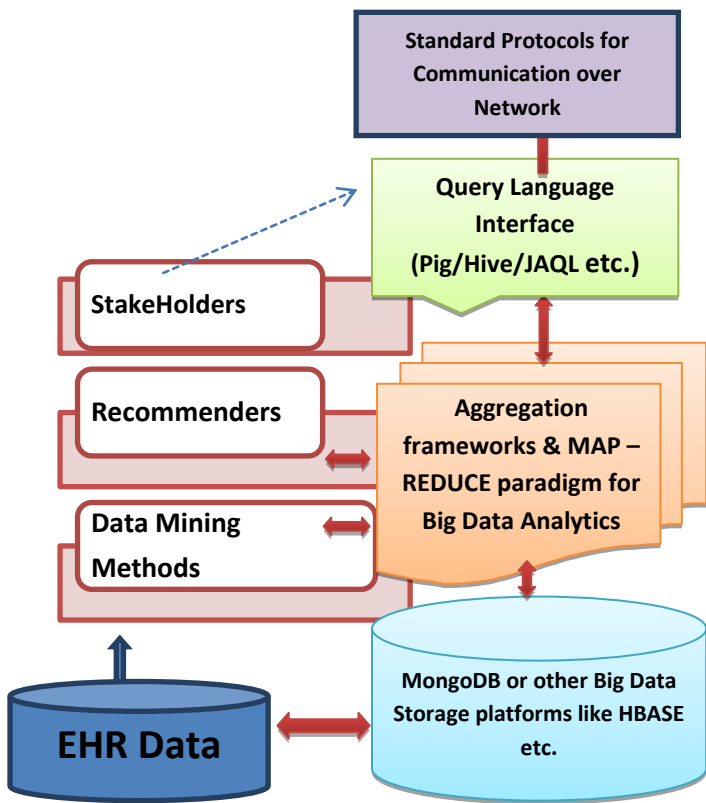 Standard Protocols for
Communication over
Network
Query Language
Interface
(Pig/Hive/JAQL etc.)
StakeHolders
Recommenders
Aggregation
frameworks & MAP –
REDUCE paradigm for
Big Data Analytics
Data Mining
Methods
MongoDB or other Big Data
Storage platforms like HBASE
etc.
EHR Data